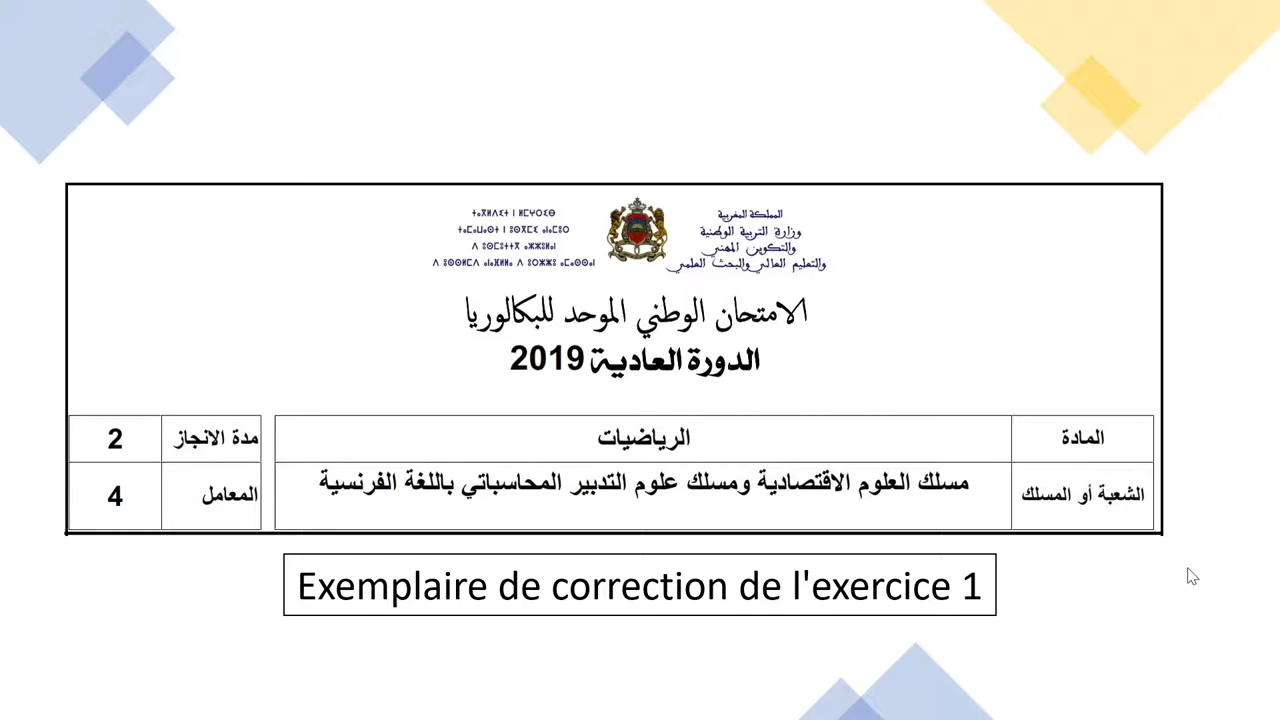 ⵜⴰⴳⵍⴷⵉⵜ ⵏ ⵍⵎⵖⵔⵉⴱ
المملكة المغربية
وزارة التربية الوطنية
والتكوين المهني
والتعليم العالي والبحث العلمي
الامتحان الوطني الموحد للبكالوريا
الدورة العادية 2019
المادة الرياضيات مدة الانجاز 2
الشعبة أو المسلك مسلك العلوم الاقتصادية ومسلك علوم التدبير المحاسباتي باللغة الفرنسية المعامل 4
Exemplaire de correction de l'exercice 1